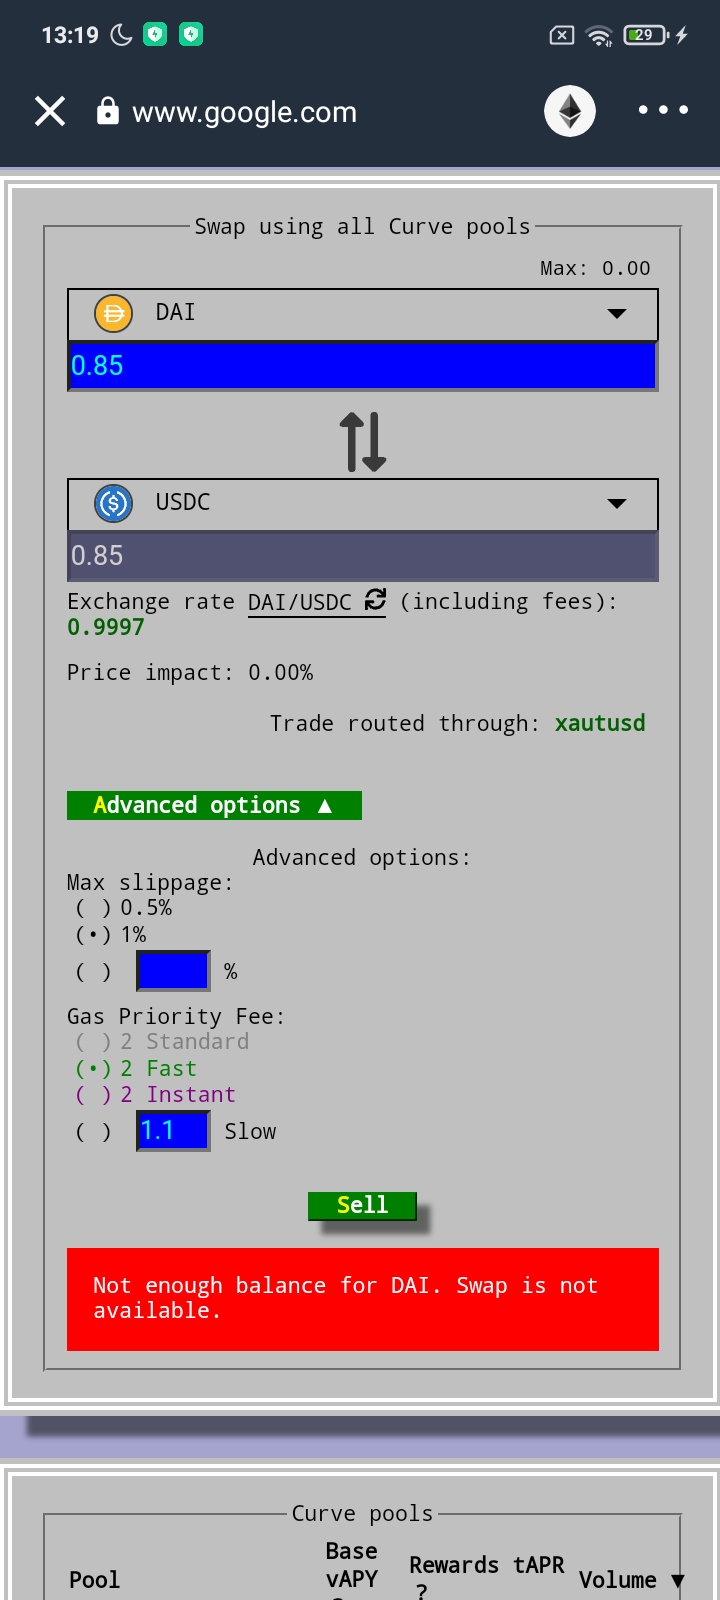 13:19
29
www.google.com
Swap using all Curve pools
Max: 0.00
DAI
0.85
USDC
0.85
Exchange rate DAI/USDC (including fees):
0.9997
Price impact: 0.00%
Trade routed through: xautusd
Advanced options ▲
Advanced options:
Max slippage:
( ) 0.5%
(•) 1%
( ) %
Gas Priority Fee:
( ) 2 Standard
(•) 2 Fast
( ) 2 Instant
( ) 1.1 Slow
Sell
Not enough balance for DAI. Swap is not
available.
Curve pools
Pool
Base
vAPY
Rewards tAPR
?
Volume ▼